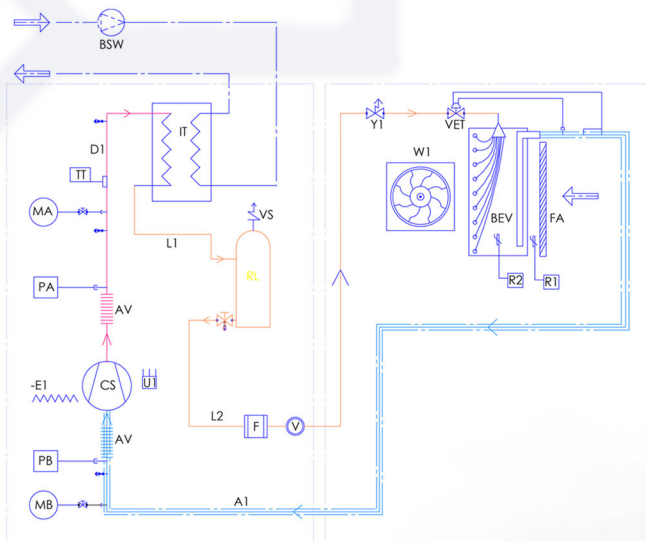 BSW
IT
D1
TT
MA
PA
AV
L1
VS
RL
Y1
VET
W1
BEV
FA
R2
R1
-E1
CS
U1
L2
F
V
AV
PB
MB
A1